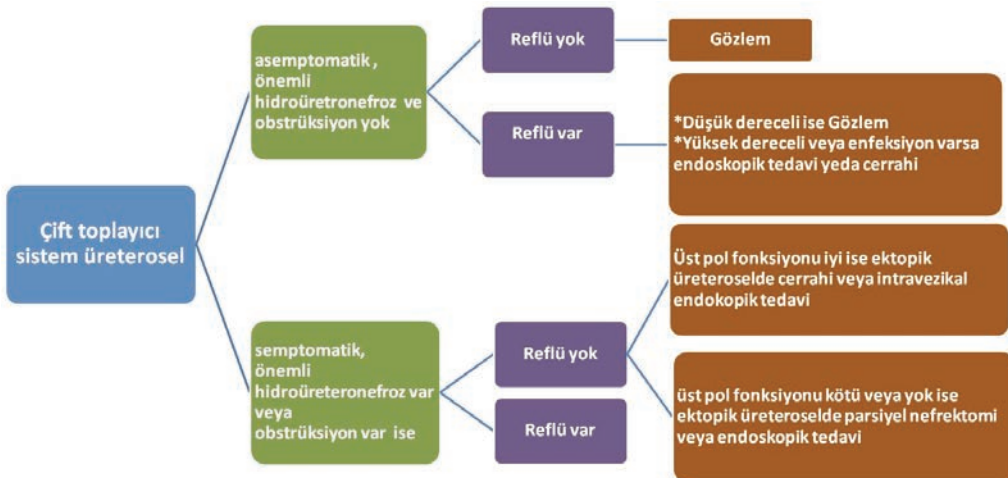 Çift toplayıcı
sistem üreterosel
asemptomatik ,
önemli
hidroüretronefroz ve
obstrüksiyon yok
Reflü yok
Gözlem
Reflü var
*Düşük dereceli ise Gözlem
*Yüksek dereceli veya enfeksiyon varsa
endoskopik tedavi yeda cerrahi
semptomatik,
önemli
hidroüreteronefroz var
veya
obstrüksiyon var ise
Reflü yok
Üst pol fonksiyonu iyi ise ektopik
üreteroselde cerrahi veya intravezikal
endokopik tedavi
üst pol fonksiyonu kötü veya yok ise
ektopik üreteroselde parsiyel nefrektomi
veya endoskopik tedavi
Reflü var